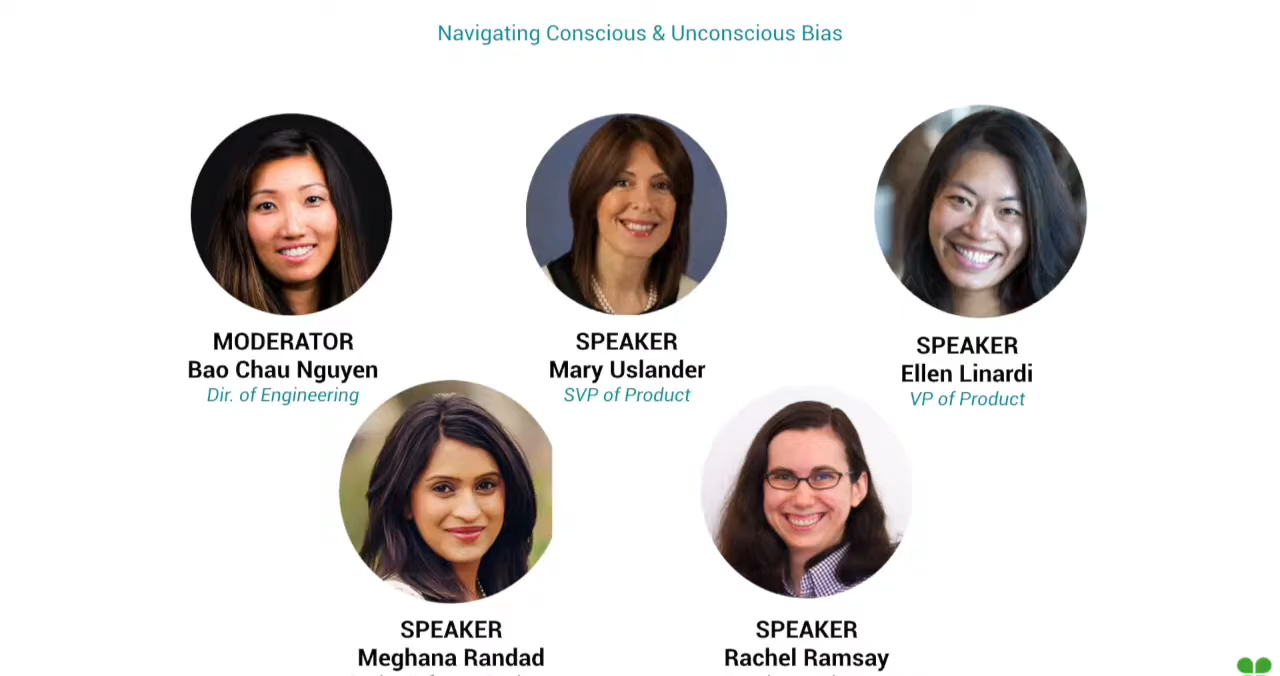 Navigating Conscious & Unconscious Bias
MODERATOR
Bao Chau Nguyen
Dir. of Engineering
SPEAKER
Mary Uslander
SVP of Product
SPEAKER
Ellen Linardi
VP of Product
SPEAKER
Meghana Randad
SPEAKER
Rachel Ramsay